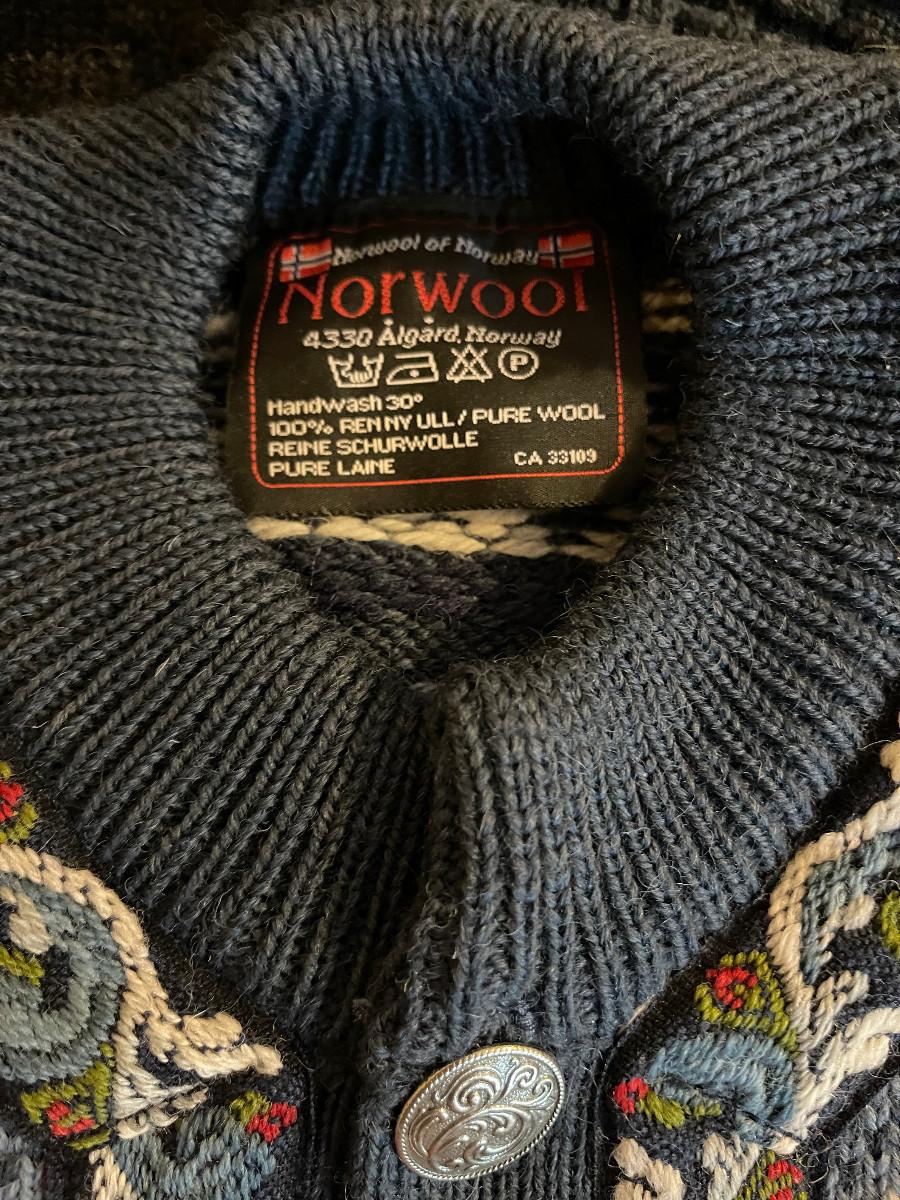 Norwool of Norway
Norwool
4330 Ålgård, Norway
P
Handwash 30°
100% REN NY ULL / PURE WOOL
REINE SCHURWOLLE
PURE LAINE
CA 33109